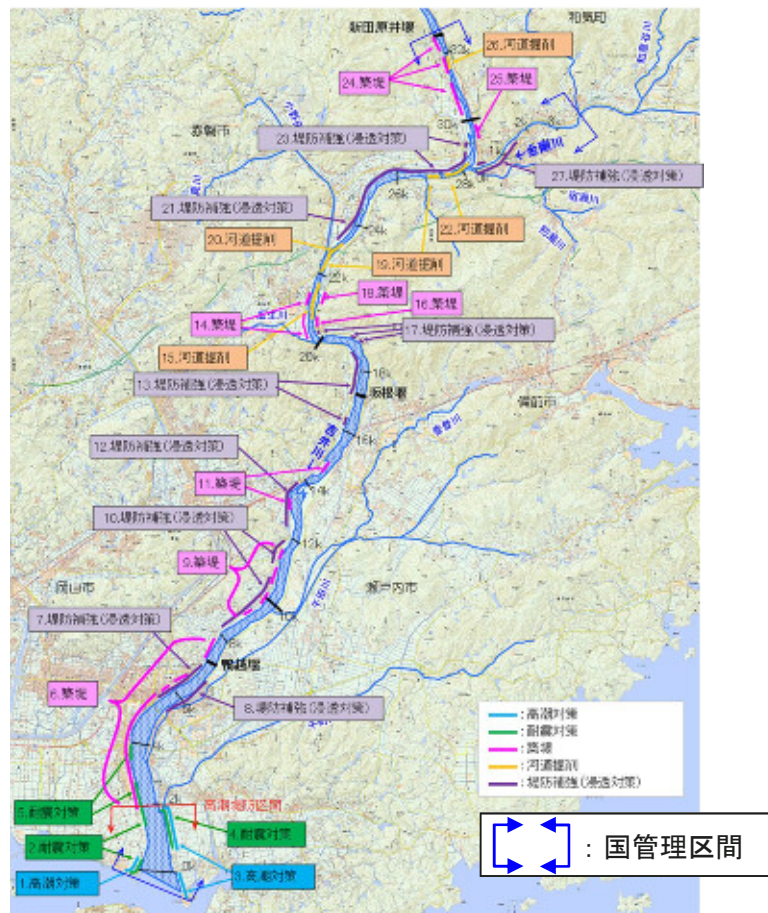 新田原井堰
和気町
26.河道掘削
32k
24.築堤
25.築堤
30k
2k
3k
赤磐市
23.堤防補強(浸透対策)
1k
金剛川
28k
27.堤防補強(浸透対策)
26k
21.堤防補強(浸透対策)
24k
22.河道掘削
20.河道掘削
19.河道掘削
22k
18.築堤
16.築堤
14.築堤
17.堤防補強(浸透対策)
20k
15.河道掘削
18k
13.堤防補強(浸透対策)
坂根堰
備前市
吉井川
16k
12.堤防補強(浸透対策)
11.築堤
14k
10.堤防補強(浸透対策)
12k
9.築堤
岡山市
瀬戸内市
10k
7.堤防補強(浸透対策)
8k
鴨越堰
6.築堤
6k
8.堤防補強(浸透対策)
4k
:高潮対策
:耐震対策
:築堤
:河道掘削
:堤防補強(浸透対策)
2k
高潮堤防区間
5.耐震対策
4.耐震対策
2.耐震対策
0k
1.高潮対策
3.高潮対策
:国管理区間